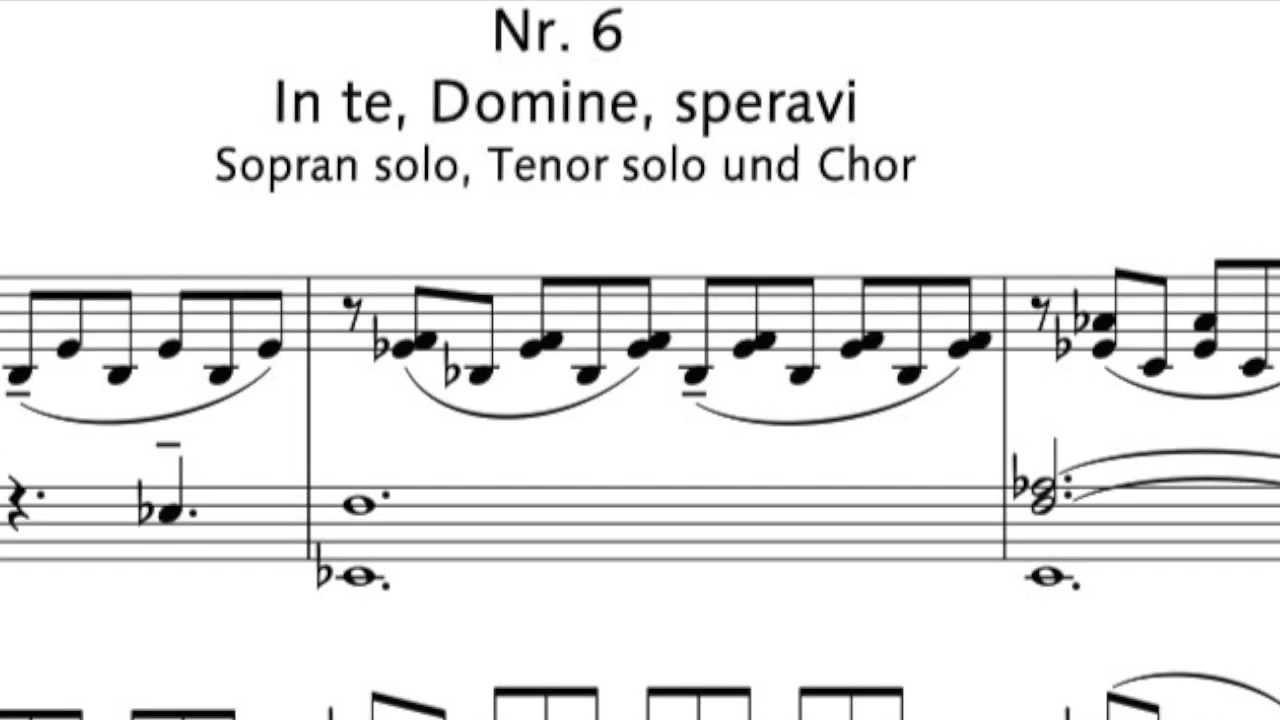 Nr. 6
In te, Domine, speravi
Sopran solo, Tenor solo und Chor